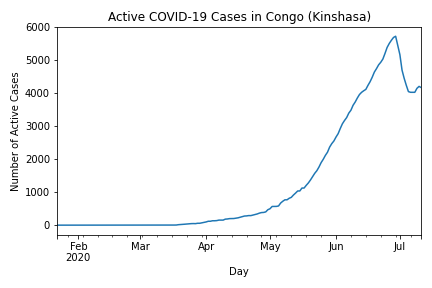 Active COVID-19 Cases in Congo (Kinshasa)
6000
5000
4000
3000
2000
1000
0
Number of Active Cases
Feb Mar Apr May Jun Jul
2020
Day